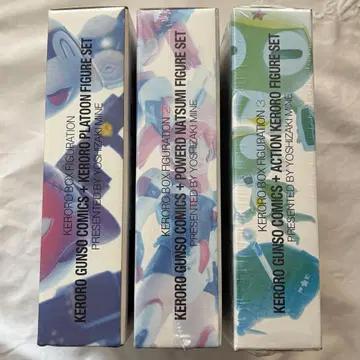 KERORO BOX FIGURATION
KERORO GUNSO COMICS + KERORO PLATOON FIGURE SET
PRESENTED BY YOSHIZAKI MINE
KERORO BOX FIGURATION 2
KERORO GUNSO COMICS + POWERD NATSUMI FIGURE SET
PRESENTED BY YOSHIZAKI MINE
KERORO BOX FIGURATION 3
KERORO GUNSO COMICS + ACTION KERORO FIGURE SET
PRESENTED BY YOSHIZAKI MINE